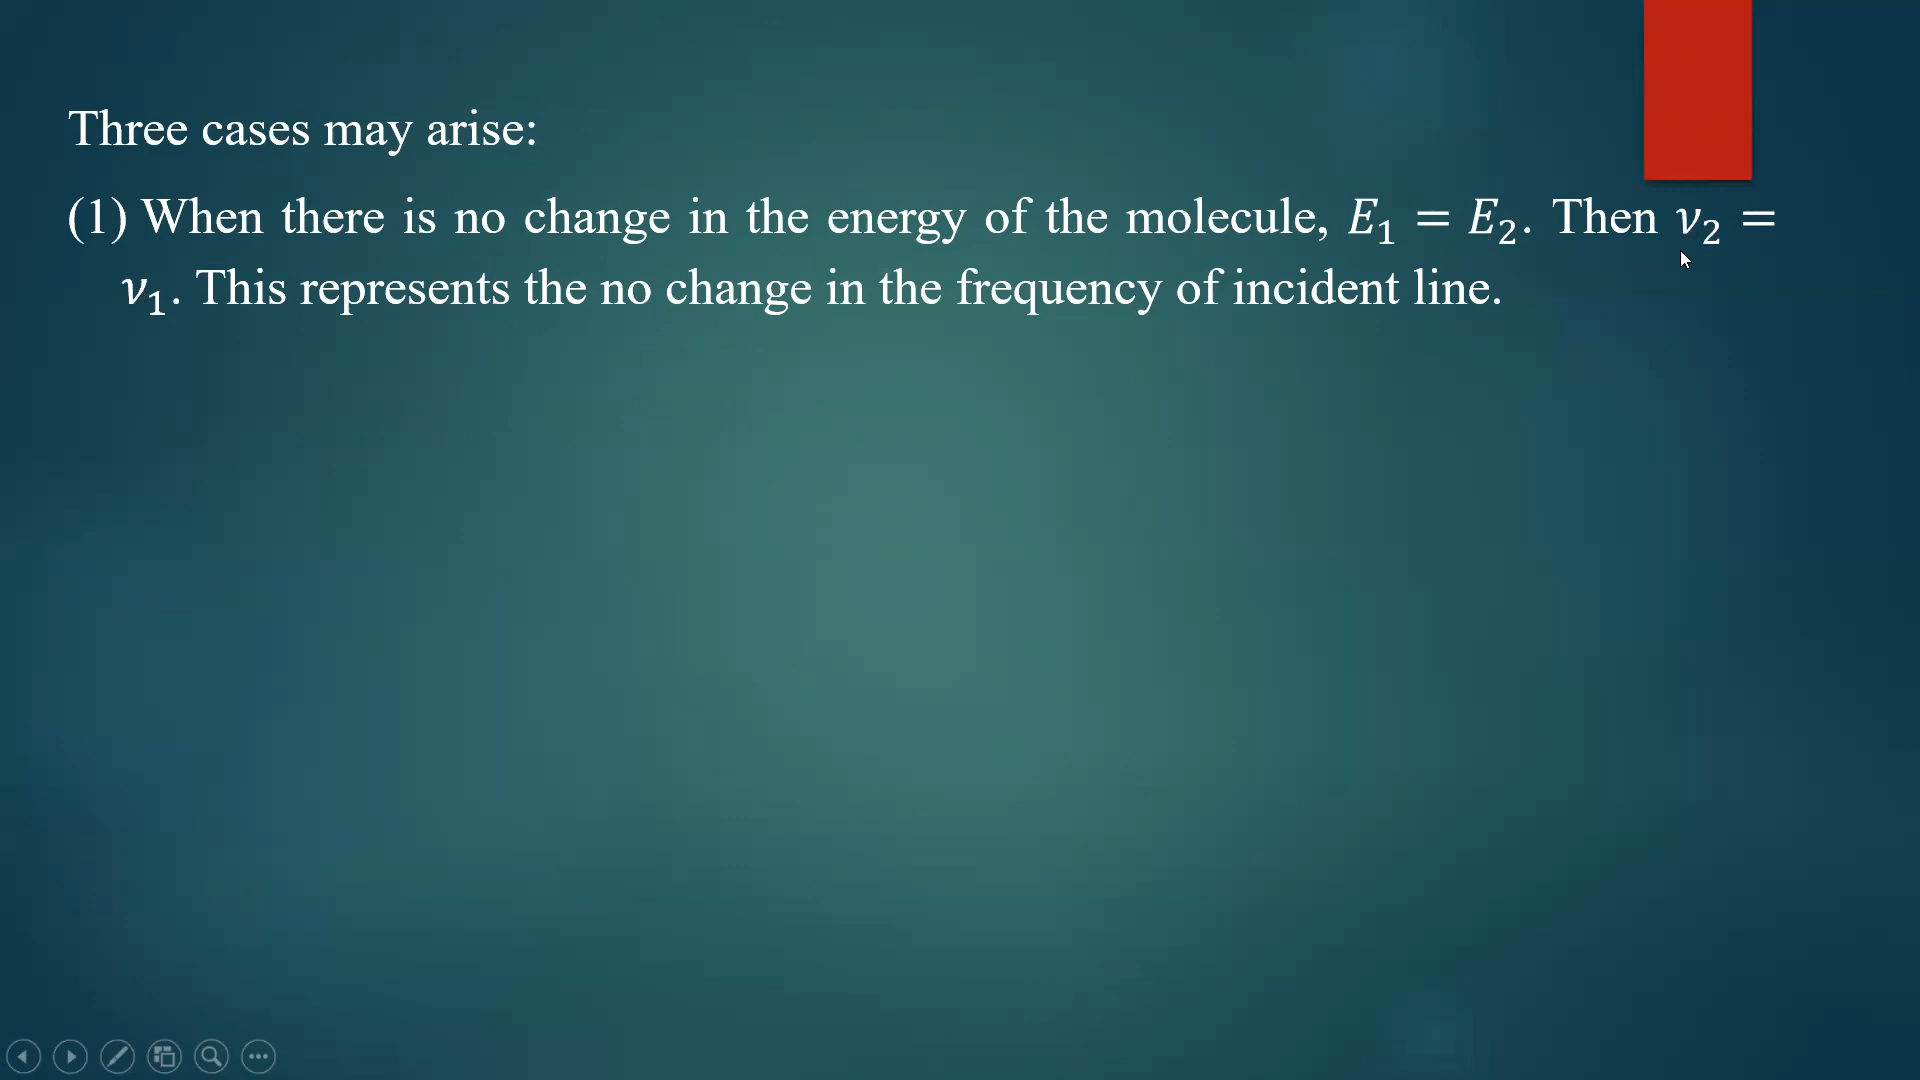 Three cases may arise:
(1) When there is no change in the energy of the molecule, 𝐸₁ = 𝐸₂. Then 𝜈₂ =
𝜈₁. This represents the no change in the frequency of incident line.